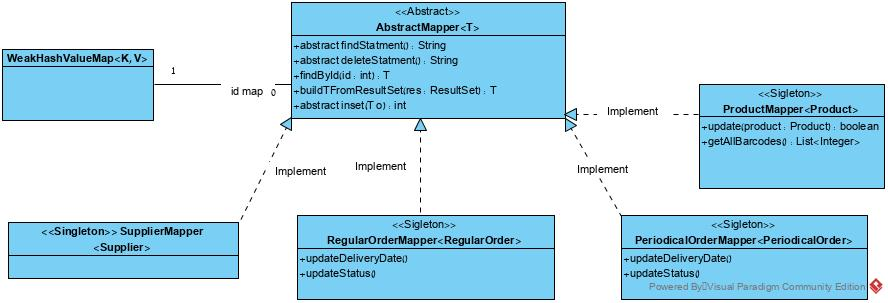 <<Abstract>>
AbstractMapper<T>
+abstract findStatment() : String
+abstract deleteStatment() : String
+findById(id : int) : T
+buildTFromResultSet(res : ResultSet) : T
+abstract inset(T o) : int
WeakHashValueMap<K, V>
1
id map
0
<<Sigleton>>
ProductMapper<Product>
+update(product : Product) : boolean
+getAllBarcodes() : List<Integer>
Implement
Implement
Implement
Implement
<<Singleton>> SupplierMapper
<Supplier>
<<Sigleton>>
RegularOrderMapper<RegularOrder>
+updateDeliveryDate()
+updateStatus()
<<Sigleton>>
PeriodicalOrderMapper<PeriodicalOrder>
+updateDeliveryDate()
+updateStatus()
Powered By Visual Paradigm Community Edition